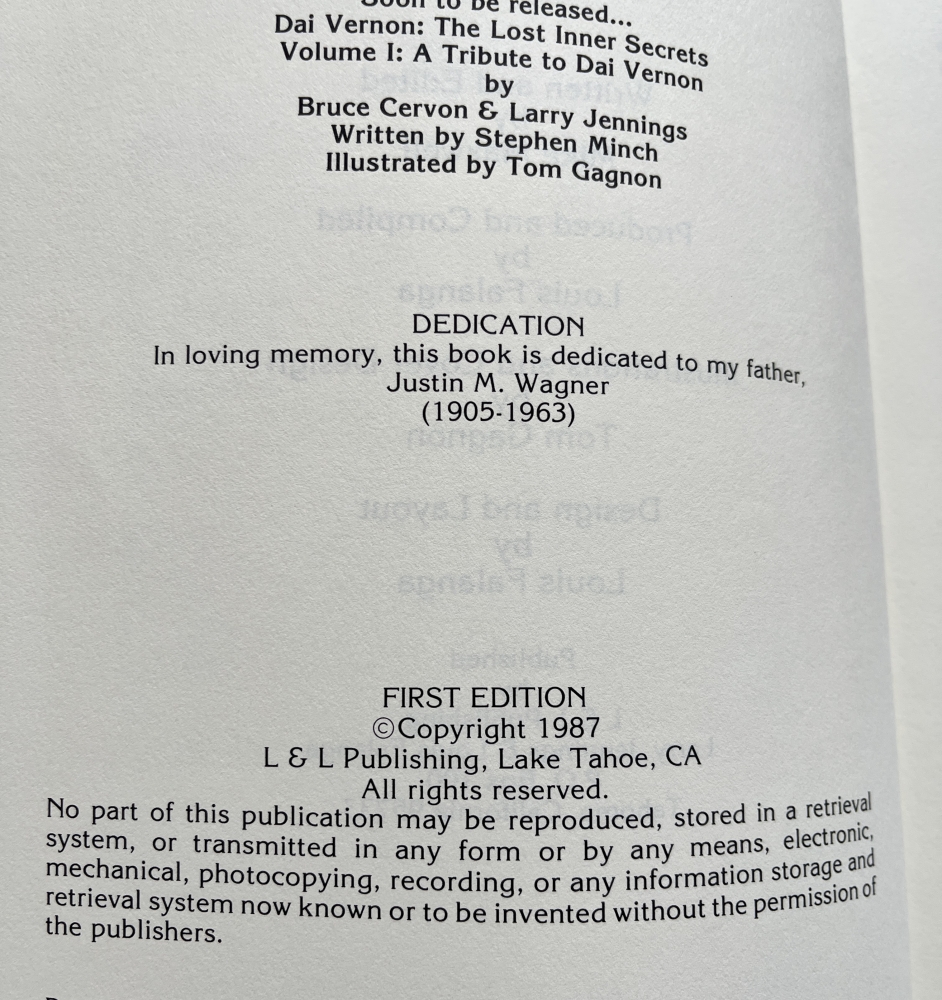 Soon to be released...
Dai Vernon: The Lost Inner Secrets
Volume I: A Tribute to Dai Vernon
by
Bruce Cervon & Larry Jennings
Written by Stephen Minch
Illustrated by Tom Gagnon
DEDICATION
In loving memory, this book is dedicated to my father,
Justin M. Wagner
(1905-1963)
FIRST EDITION
©Copyright 1987
L & L Publishing, Lake Tahoe, CA
All rights reserved.
No part of this publication may be reproduced, stored in a retrieval
system, or transmitted in any form or by any means, electronic,
mechanical, photocopying, recording, or any information storage and
retrieval system now known or to be invented without the permission of
the publishers.